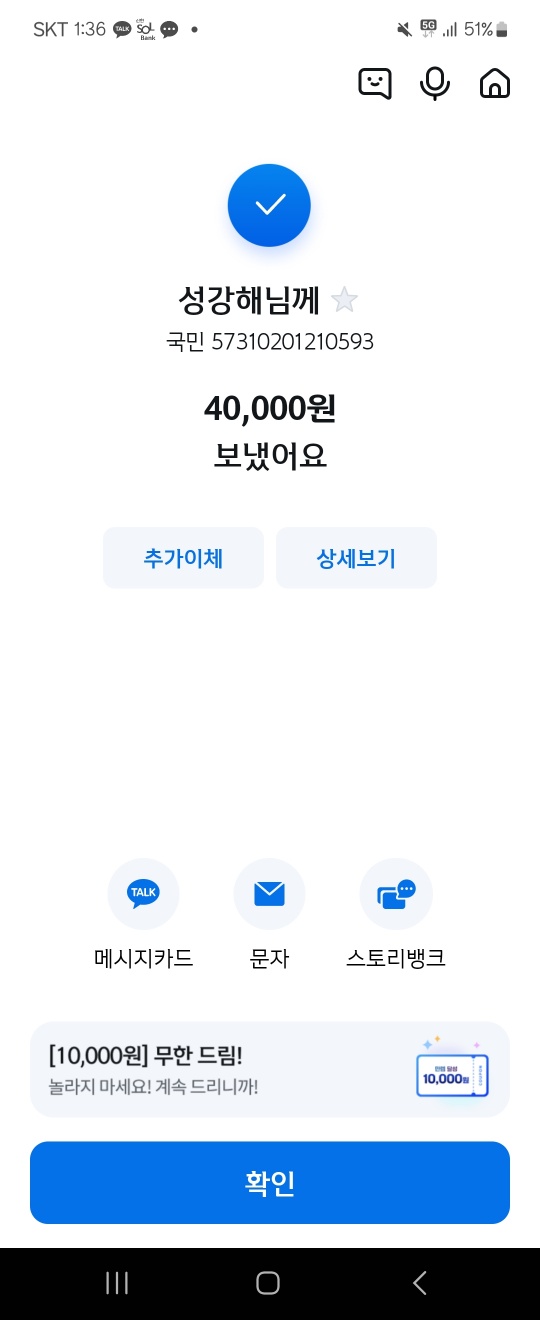 SKT 1:36 TALK 신한 SOL Bank 5G 51%
성강해님께
국민 57310201210593
40,000원
보냈어요
추가이체 상세보기
TALK
메시지카드 문자 스토리뱅크
[10,000원] 무한 드림!
놀라지 마세요! 계속 드리니까!
10,000원
확인